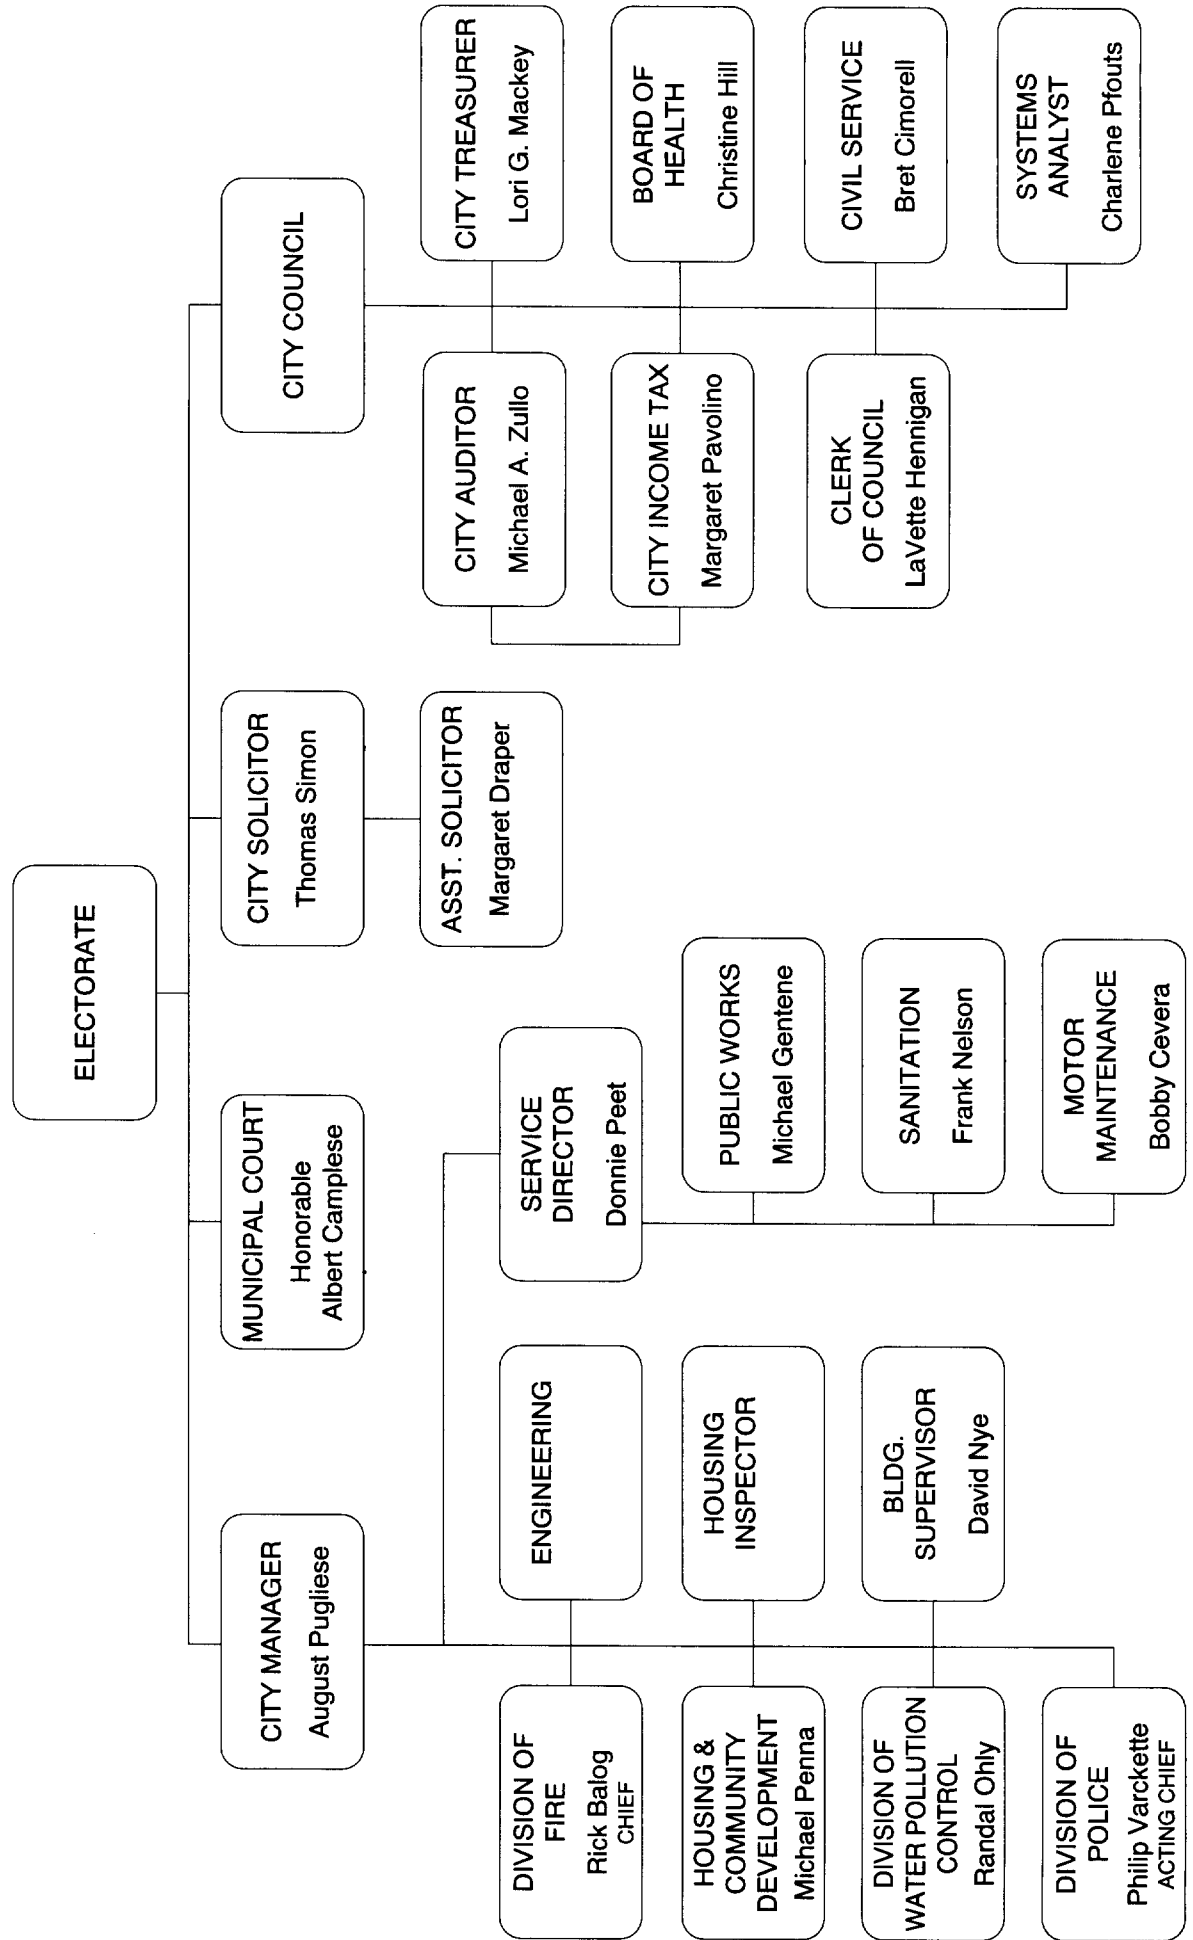 ELECTORATE
CITY MANAGER
August Pugliese
MUNICIPAL COURT
Honorable
Albert Camplese
CITY SOLICITOR
Thomas Simon
CITY COUNCIL
ASST. SOLICITOR
Margaret Draper
CITY AUDITOR
Michael A. Zullo
CITY TREASURER
Lori G. Mackey
CITY INCOME TAX
Margaret Pavolino
BOARD OF
HEALTH
Christine Hill
CLERK
OF COUNCIL
LaVette Hennigan
CIVIL SERVICE
Bret Cimorell
SYSTEMS
ANALYST
Charlene Pfouts
DIVISION OF
FIRE
Rick Balog
CHIEF
ENGINEERING
SERVICE
DIRECTOR
Donnie Peet
HOUSING &
COMMUNITY
DEVELOPMENT
Michael Penna
HOUSING
INSPECTOR
PUBLIC WORKS
Michael Gentene
DIVISION OF
WATER POLLUTION
CONTROL
Randal Ohly
BLDG.
SUPERVISOR
David Nye
SANITATION
Frank Nelson
DIVISION OF
POLICE
Philip Varckette
ACTING CHIEF
MOTOR
MAINTENANCE
Bobby Cevera